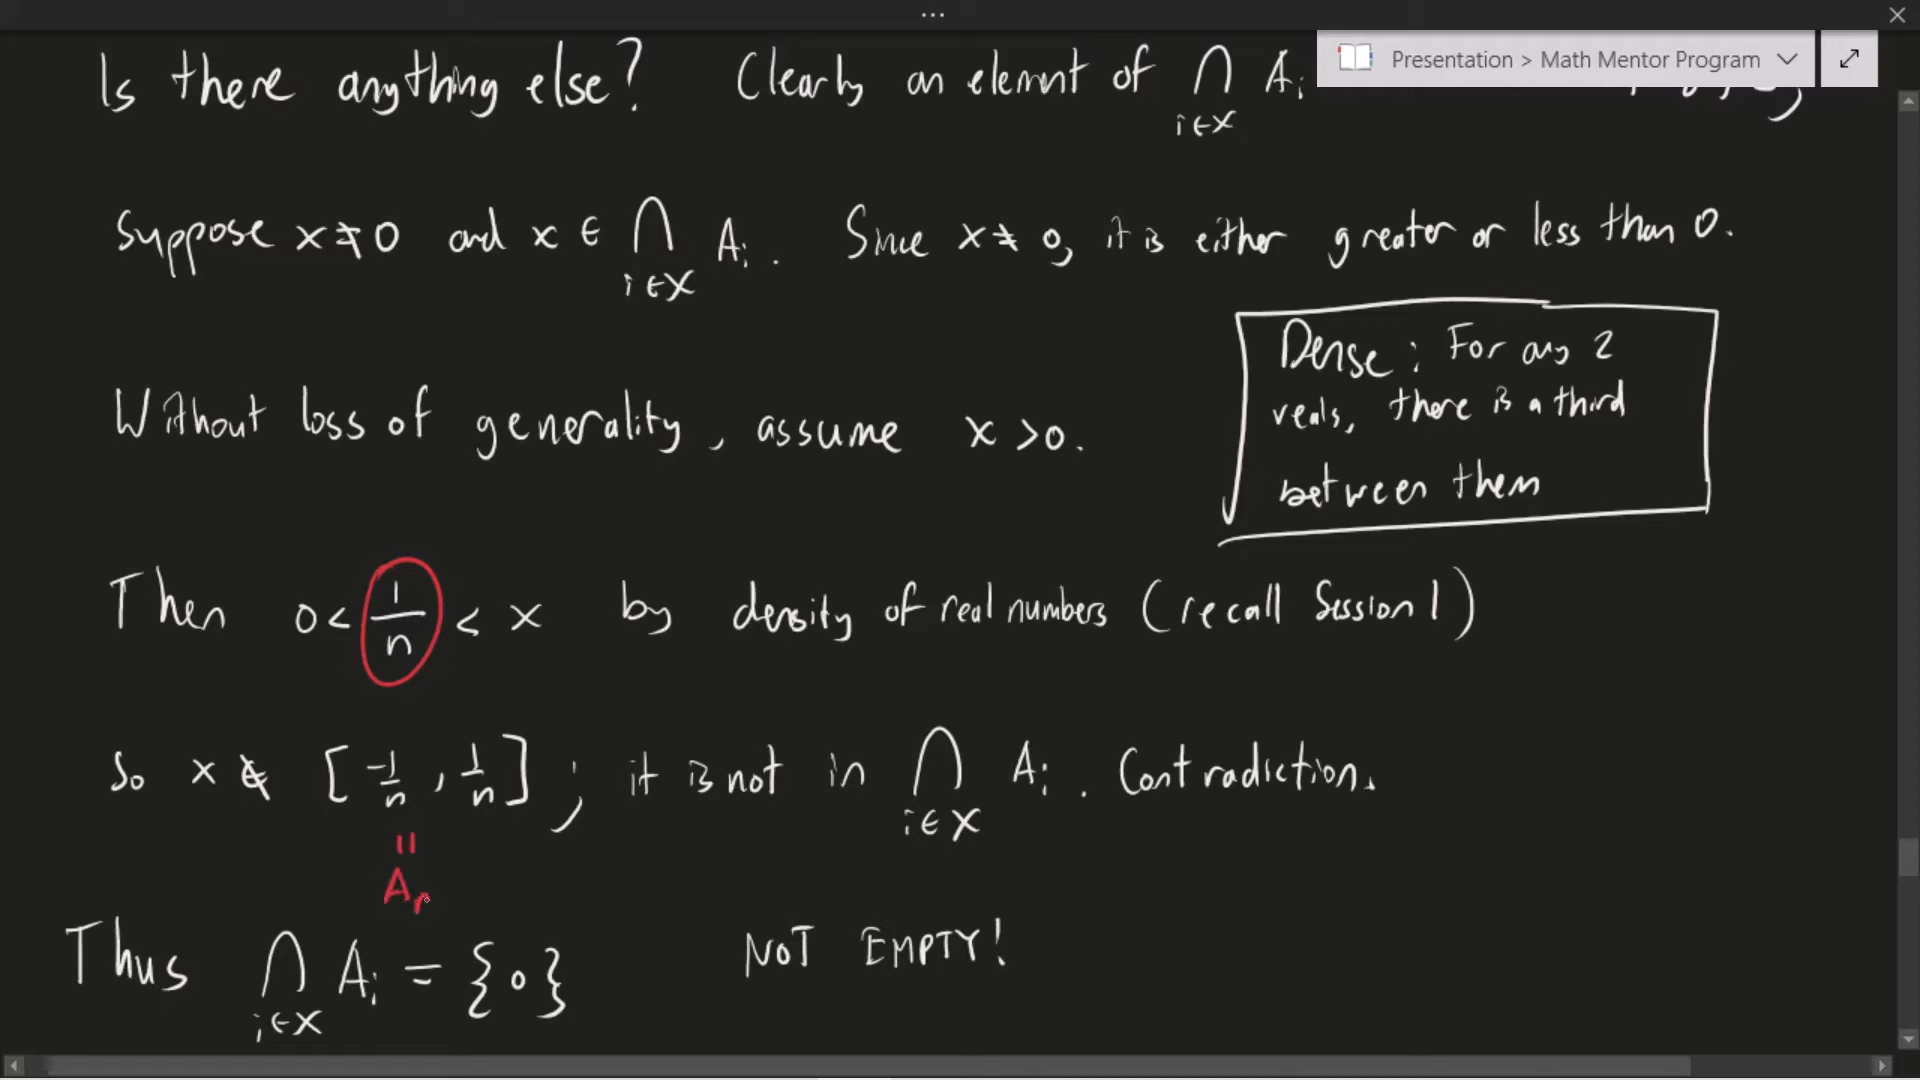 Presentation > Math Mentor Program
Is there anything else? Clearly an element of ⋂ Aᵢ
i∈X
Suppose x≠0 and x ∈ ⋂ Aᵢ. Since x≠0, it is either greater or less than 0.
i∈X
Dense: For any 2
reals, there is a third
between them
Without loss of generality, assume x >0.
Then 0 < 1/n < x by density of real numbers (recall Session 1)
So x ∉ [-1/n, 1/n]; it is not in ⋂ Aᵢ. Contradiction.
i∈X
=
A
Thus ⋂ Aᵢ = {0} NOT EMPTY!
i∈X